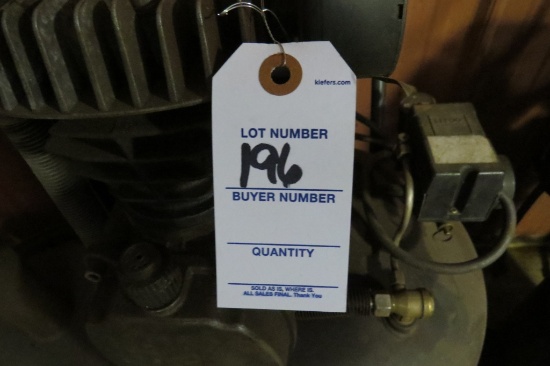 kiefers.com
LOT NUMBER
196
BUYER NUMBER
QUANTITY
SOLD AS IS, WHERE IS.
ALL SALES FINAL. Thank You